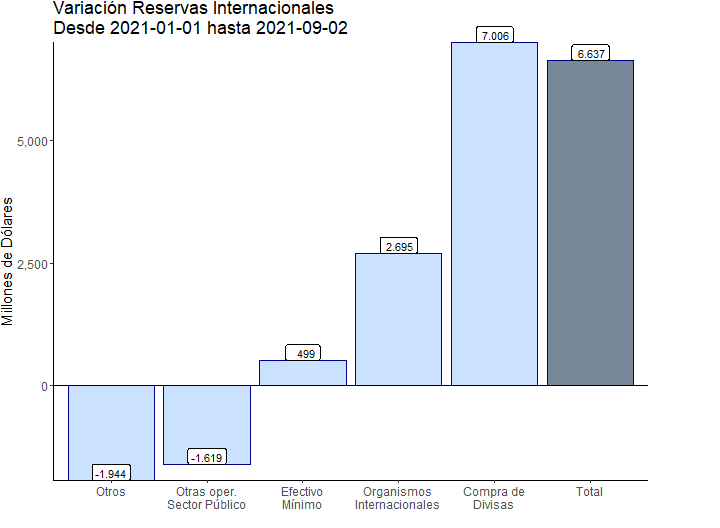 Variación Reservas Internacionales
Desde 2021-01-01 hasta 2021-09-02
Millones de Dólares
5,000
2,500
0
-1.944
-1.619
499
2.695
7.006
6.637
Otros
Otras oper.
Sector Público
Efectivo
Mínimo
Organismos
Internacionales
Compra de
Divisas
Total